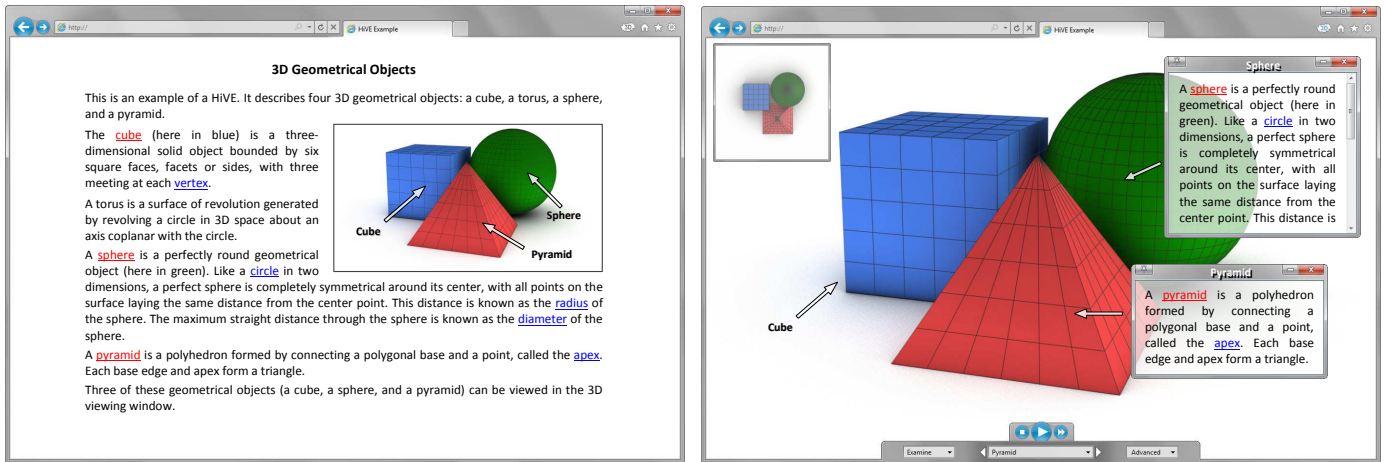 http://
HiVE Example
3D Geometrical Objects
This is an example of a HiVE. It describes four 3D geometrical objects: a cube, a torus, a sphere,
and a pyramid.
The cube (here in blue) is a three-
dimensional solid object bounded by six
square faces, facets or sides, with three
meeting at each vertex.
A torus is a surface of revolution generated
by revolving a circle in 3D space about an
axis coplanar with the circle.
A sphere is a perfectly round geometrical
object (here in green). Like a circle in two
dimensions, a perfect sphere is completely symmetrical around its center, with all points on the
surface laying the same distance from the center point. This distance is known as the radius of
the sphere. The maximum straight distance through the sphere is known as the diameter of the
sphere.
A pyramid is a polyhedron formed by connecting a polygonal base and a point, called the apex.
Each base edge and apex form a triangle.
Three of these geometrical objects (a cube, a sphere, and a pyramid) can be viewed in the 3D
viewing window.
Cube
Sphere
Pyramid
3D
http://
HiVE Example
3D
Sphere
A sphere is a perfectly round
geometrical object (here in
green). Like a circle in two
dimensions, a perfect sphere
is completely symmetrical
around its center, with all
points on the surface laying
the same distance from the
center point. This distance is
Pyramid
A pyramid is a polyhedron
formed by connecting a
polygonal base and a point,
called the apex. Each base
edge and apex form a triangle.
Cube
Examine
Pyramid
Advanced